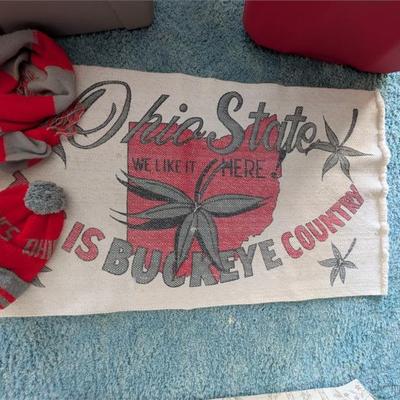 Ohio State
WE LIKE IT HERE!
IS BUCKEYE COUNTRY